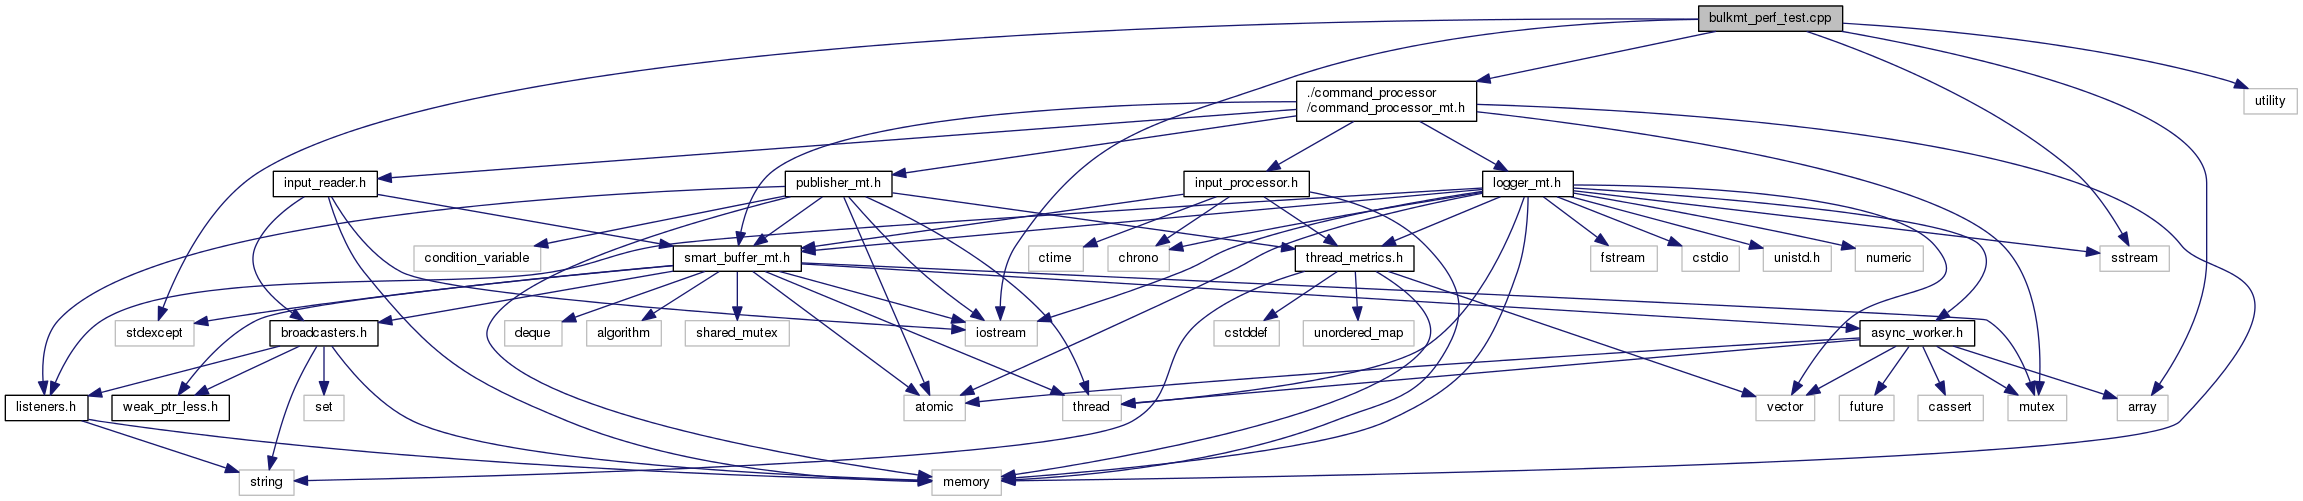 bulkmt_perf_test.cpp
./command_processor
/command_processor_mt.h
utility
input_reader.h
publisher_mt.h
input_processor.h
logger_mt.h
condition_variable
smart_buffer_mt.h
ctime
chrono
thread_metrics.h
fstream
cstdio
unistd.h
numeric
sstream
stdexcept
broadcasters.h
deque
algorithm
shared_mutex
iostream
cstddef
unordered_map
async_worker.h
listeners.h
weak_ptr_less.h
set
atomic
thread
vector
future
cassert
mutex
array
string
memory